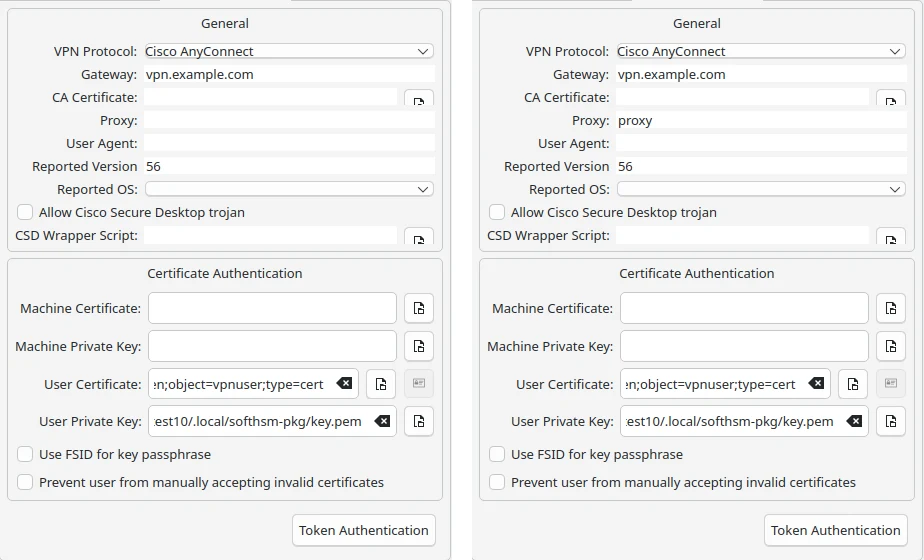 General
VPN Protocol: Cisco AnyConnect
Gateway: vpn.example.com
CA Certificate:
Proxy:
User Agent:
Reported Version 56
Reported OS:
Allow Cisco Secure Desktop trojan
CSD Wrapper Script:
Certificate Authentication
Machine Certificate:
Machine Private Key:
User Certificate: en;object=vpnuser;type=cert
User Private Key: est10/.local/softhsm-pkg/key.pem
Use FSID for key passphrase
Prevent user from manually accepting invalid certificates
Token Authentication
General
VPN Protocol: Cisco AnyConnect
Gateway: vpn.example.com
CA Certificate:
Proxy: proxy
User Agent:
Reported Version 56
Reported OS:
Allow Cisco Secure Desktop trojan
CSD Wrapper Script:
Certificate Authentication
Machine Certificate:
Machine Private Key:
User Certificate: en;object=vpnuser;type=cert
User Private Key: est10/.local/softhsm-pkg/key.pem
Use FSID for key passphrase
Prevent user from manually accepting invalid certificates
Token Authentication